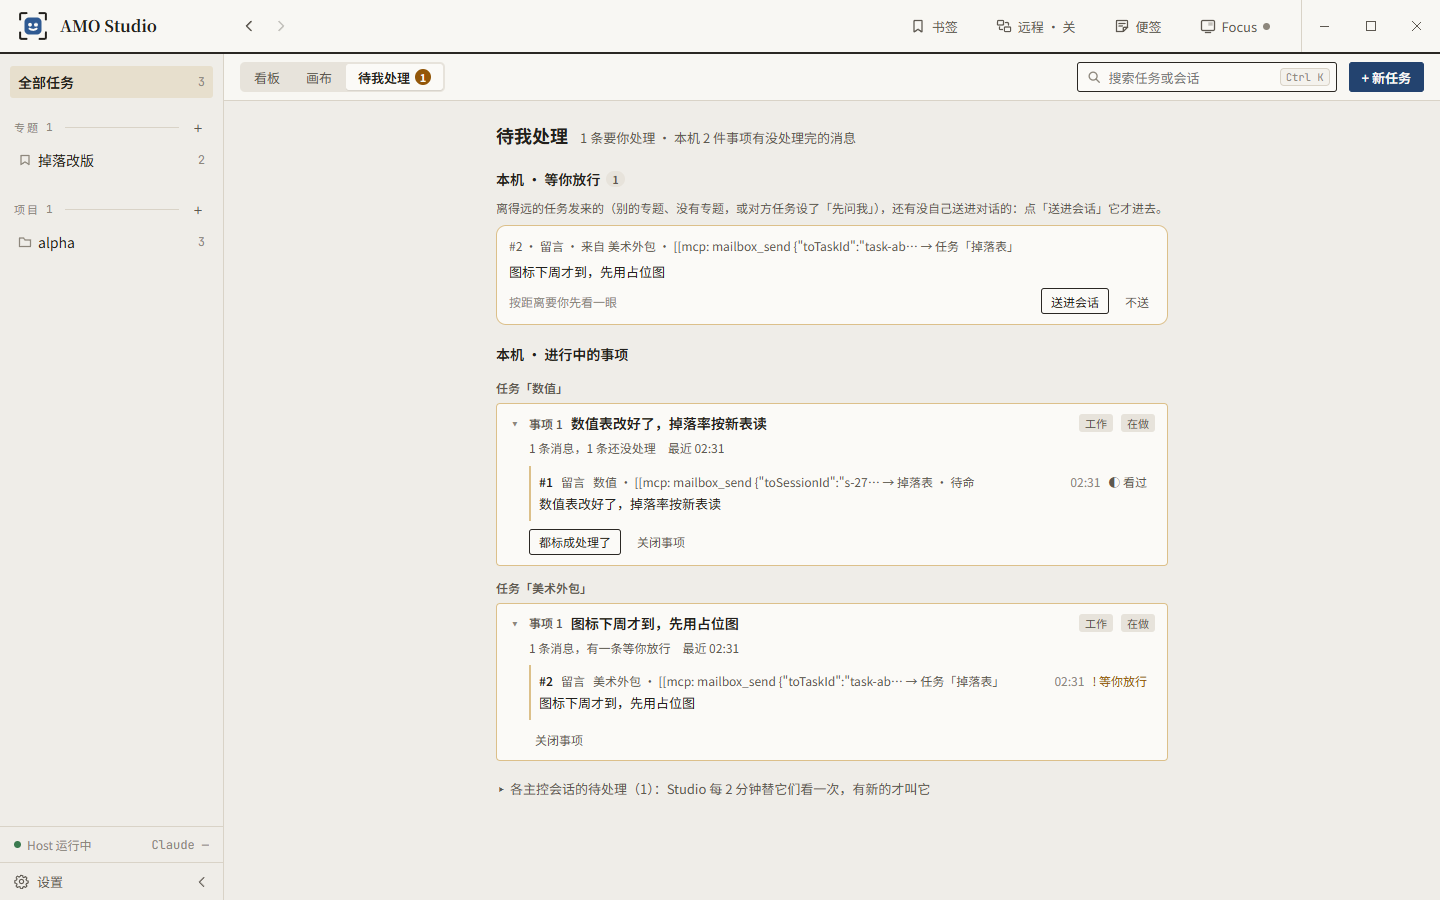 AMO Studio
书签
远程 · 关
便签
Focus
全部任务 3
看板
画布
待我处理 1
搜索任务或会话 Ctrl K
+ 新任务
专题 1 +
掉落改版 2
项目 1 +
alpha 3
待我处理 1 条要你处理 · 本机 2 件事项有没处理完的消息
本机 · 等你放行 1
离得远的任务发来的（别的专题、没有专题，或对方任务设了「先问我」），还有没自己送进对话的：点「送进会话」它才进去。
#2 · 留言 · 来自 美术外包 · [[mcp: mailbox_send {"toTaskId":"task-ab… → 任务「掉落表」
图标下周才到，先用占位图
按距离要你先看一眼 送进会话 不送
本机 · 进行中的事项
任务「数值」
▾ 事项 1 数值表改好了，掉落率按新表读 工作 在做
1 条消息，1 条还没处理 最近 02:31
#1 留言 数值 · [[mcp: mailbox_send {"toSessionId":"s-27… → 掉落表 · 待命 02:31 ◐ 看过
数值表改好了，掉落率按新表读
都标成处理了 关闭事项
任务「美术外包」
▾ 事项 1 图标下周才到，先用占位图 工作 在做
1 条消息，有一条等你放行 最近 02:31
#2 留言 美术外包 · [[mcp: mailbox_send {"toTaskId":"task-ab… → 任务「掉落表」 02:31 ! 等你放行
图标下周才到，先用占位图
关闭事项
▸ 各主控会话的待处理（1）：Studio 每 2 分钟替它们看一次，有新的才叫它
Host 运行中 Claude —
设置